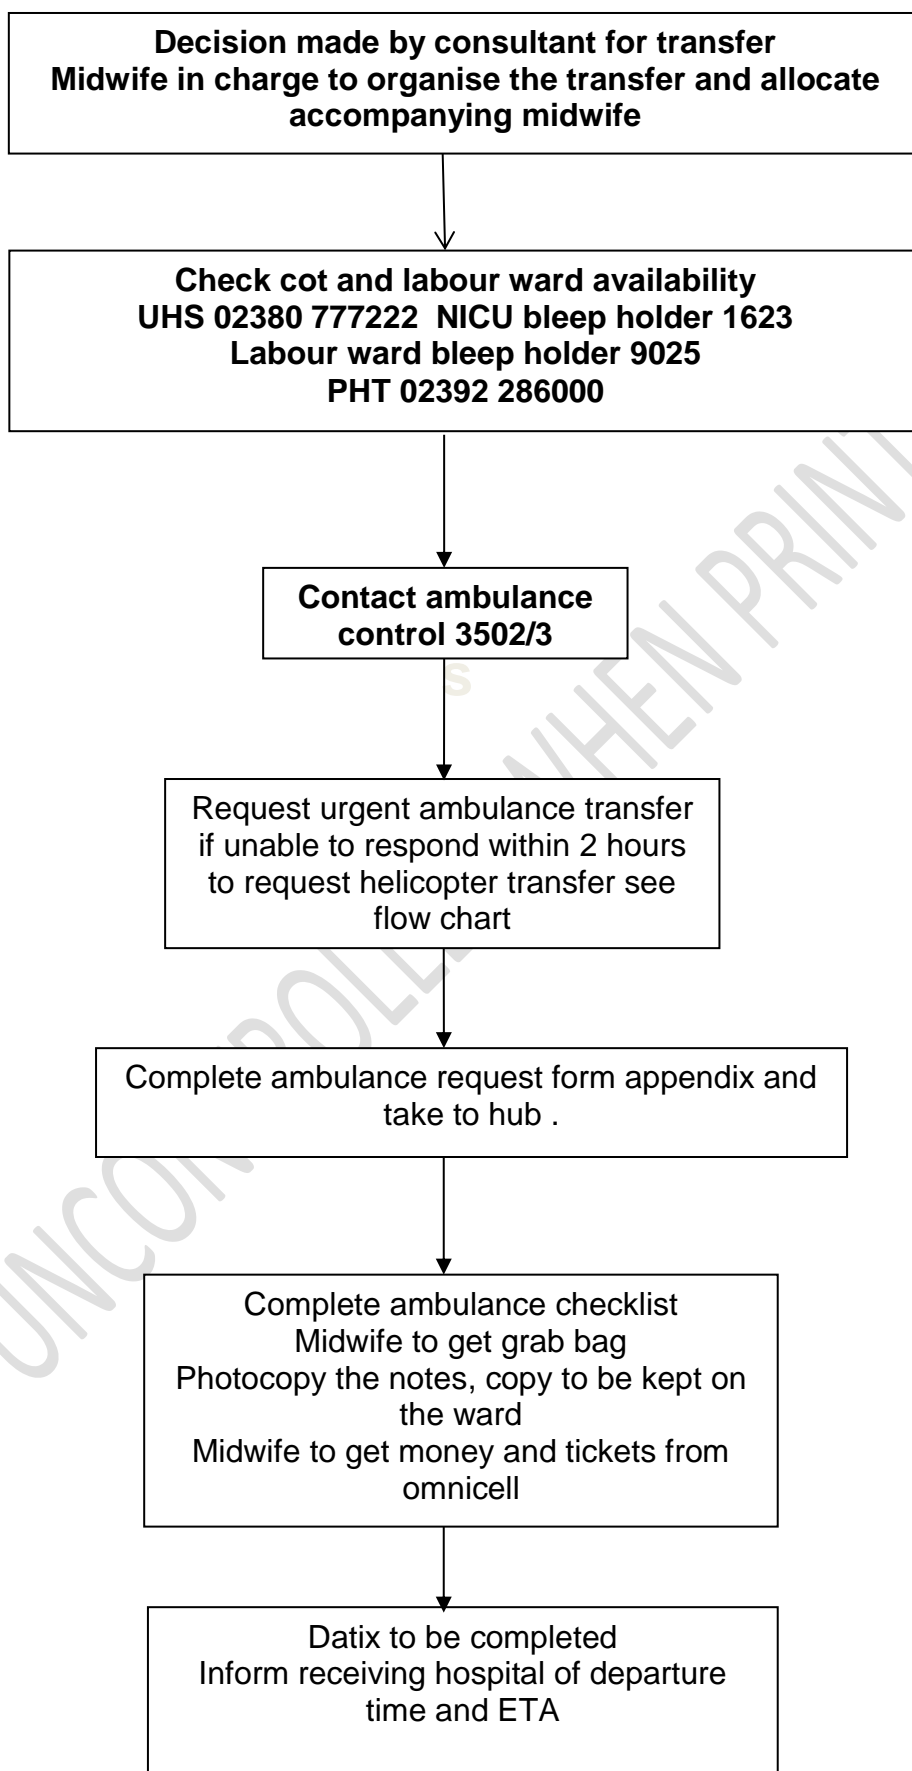 Decision made by consultant for transfer
Midwife in charge to organise the transfer and allocate
accompanying midwife
Check cot and labour ward availability
UHS 02380 777222 NICU bleep holder 1623
Labour ward bleep holder 9025
PHT 02392 286000
Contact ambulance
control 3502/3
s
Request urgent ambulance transfer
if unable to respond within 2 hours
to request helicopter transfer see
flow chart
Complete ambulance request form appendix and
take to hub .
Complete ambulance checklist
Midwife to get grab bag
Photocopy the notes, copy to be kept on
the ward
Midwife to get money and tickets from
omnicell
Datix to be completed
Inform receiving hospital of departure
time and ETA
WHEN